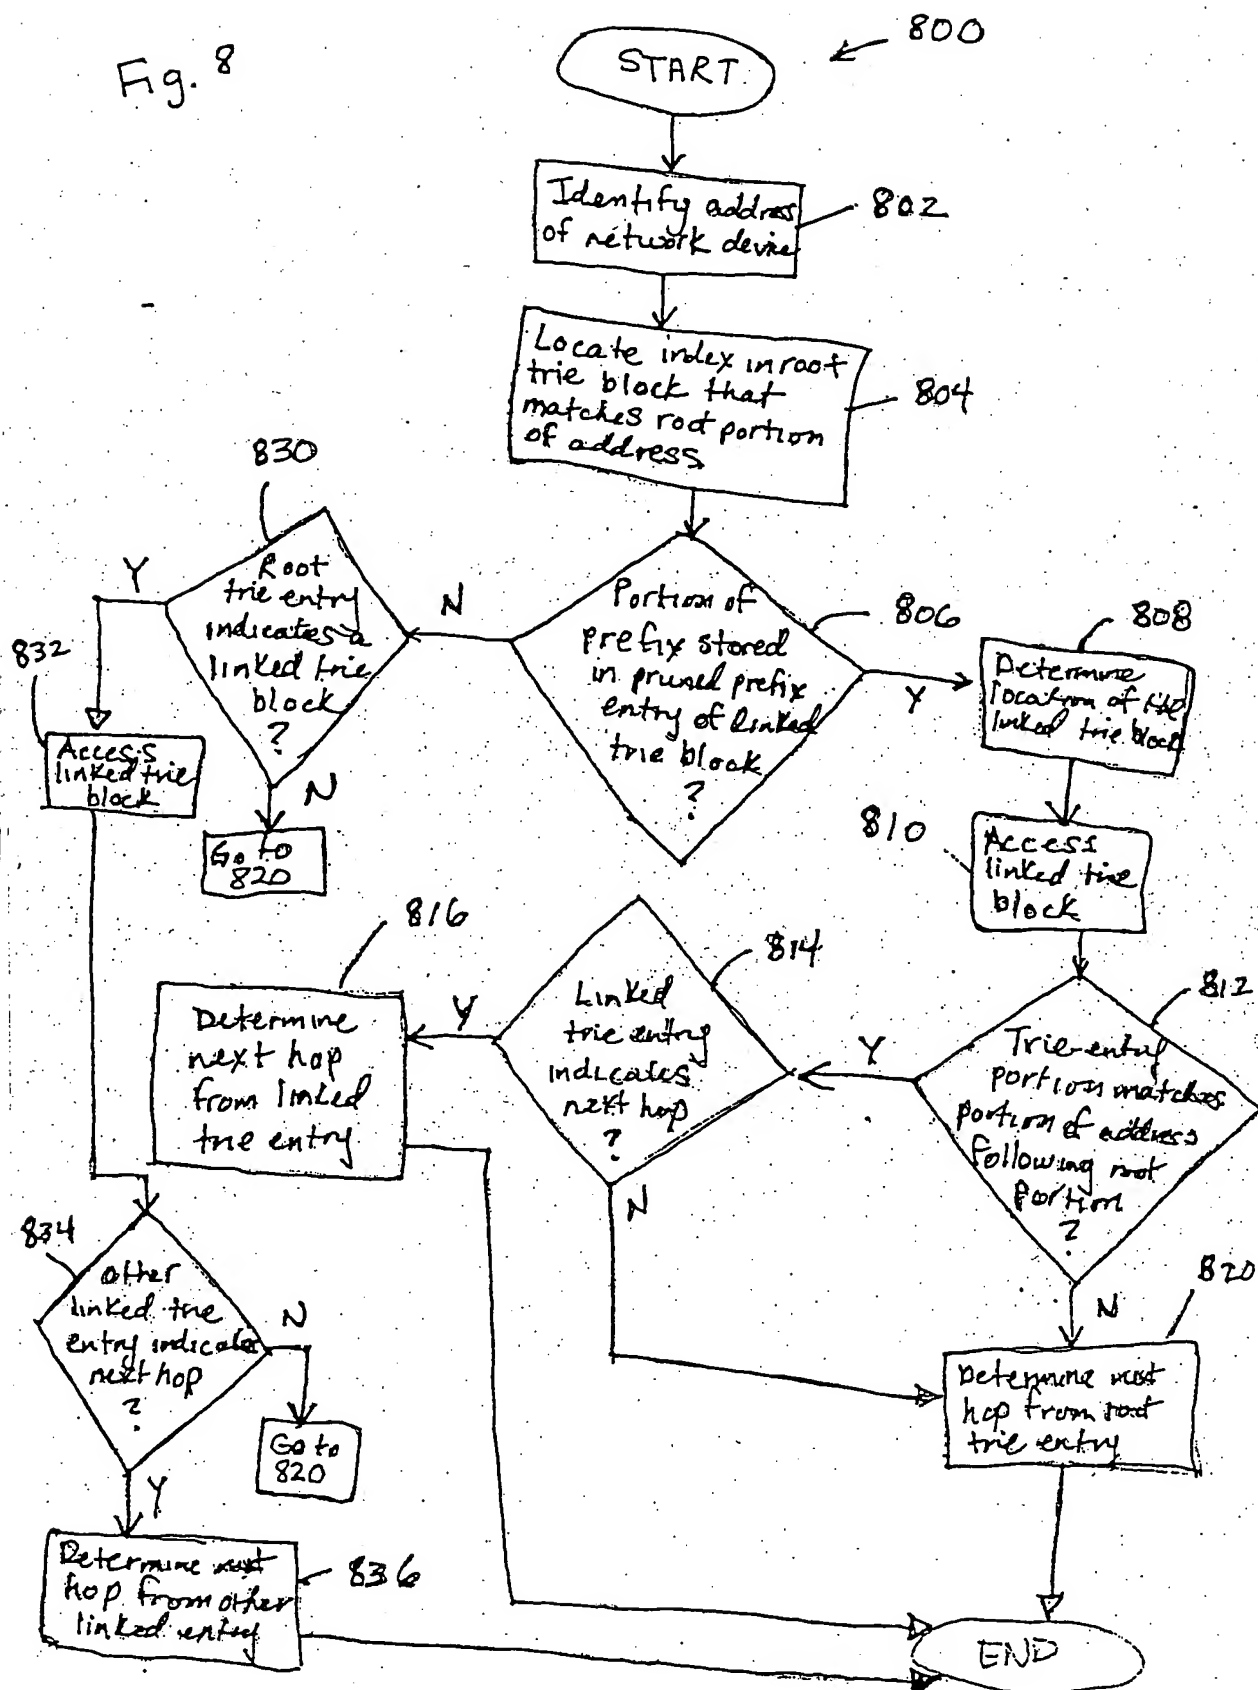 Fig. 8
START
800
Identify address
of network device
802
Locate index in root
trie block that
matches root portion
of address
804
830
Root
trie entry
indicates a
linked trie
block
?
Y
N
N
Portion of
prefix stored
in pruned prefix
entry of linked
trie block
?
806
Y
808
Determine
location of the
linked trie block
832
Access
linked trie
block
Go to
820
810
Access
linked trie
block
816
Determine
next hop
from linked
trie entry
Y
Linked
trie entry
indicates
next hop
?
814
N
Y
812
Trie-entry
portion matches
portion of address
following root
portion
?
N
834
other
linked trie
entry indicates
next hop
?
N
Go to
820
Y
820
Determine next
hop from root
trie entry
Determine next
hop from other
linked entry
836
END